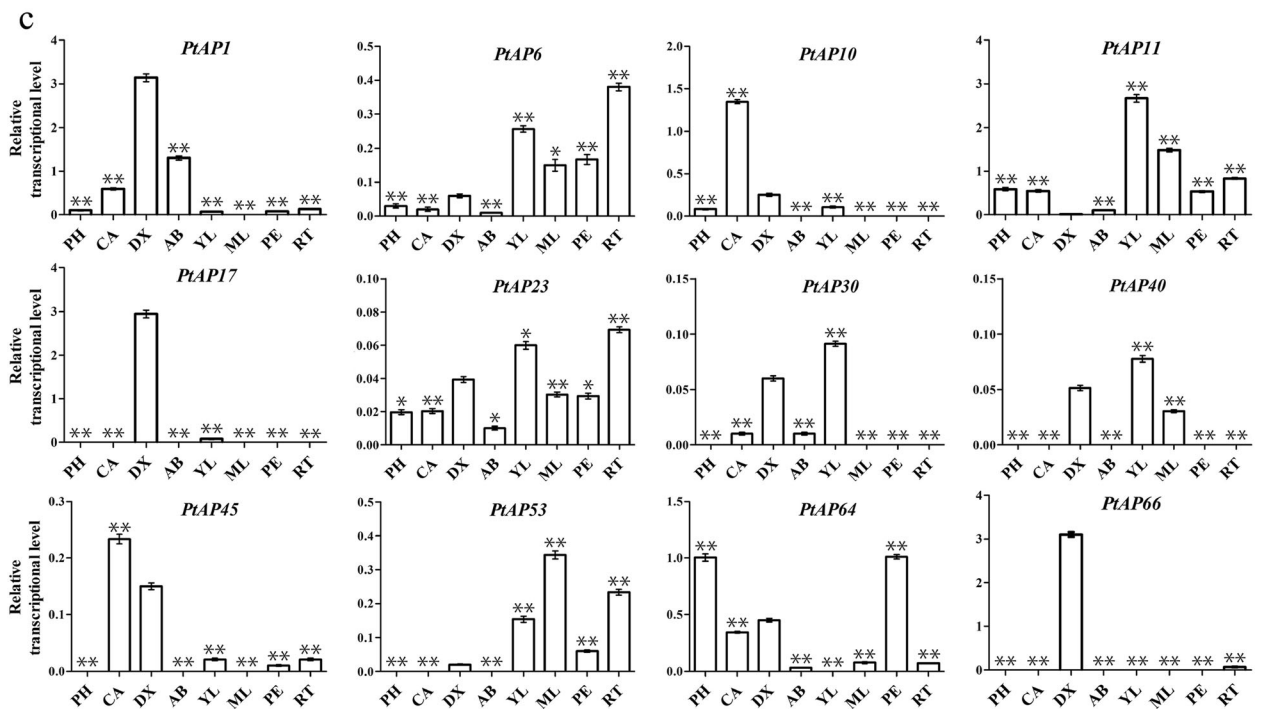 c
PtAP1
Relative
transcriptional level
4
3
2
1
0
** ** ** ** ** ** **
PH CA DX AB YL ML PE RT
PtAP6
0.5
0.4
0.3
0.2
0.1
0.0
** ** ** ** * ** **
PH CA DX AB YL ML PE RT
PtAP10
2.0
1.5
1.0
0.5
0.0
** ** ** ** ** ** **
PH CA DX AB YL ML PE RT
PtAP11
4
3
2
1
0
** ** ** ** ** ** **
PH CA DX AB YL ML PE RT
PtAP17
Relative
transcriptional level
4
3
2
1
0
** ** ** ** ** ** **
PH CA DX AB YL ML PE RT
PtAP23
0.10
0.08
0.06
0.04
0.02
0.00
* ** * * ** * **
PH CA DX AB YL ML PE RT
PtAP30
0.15
0.10
0.05
0.00
** ** ** ** ** ** **
PH CA DX AB YL ML PE RT
PtAP40
0.15
0.10
0.05
0.00
** ** ** ** ** ** **
PH CA DX AB YL ML PE RT
PtAP45
Relative
transcriptional level
0.3
0.2
0.1
0.0
** ** ** ** ** ** **
PH CA DX AB YL ML PE RT
PtAP53
0.5
0.4
0.3
0.2
0.1
0.0
** ** ** ** ** ** **
PH CA DX AB YL ML PE RT
PtAP64
1.5
1.0
0.5
0.0
** ** ** ** ** ** **
PH CA DX AB YL ML PE RT
PtAP66
4
3
2
1
0
** ** ** ** ** ** **
PH CA DX AB YL ML PE RT